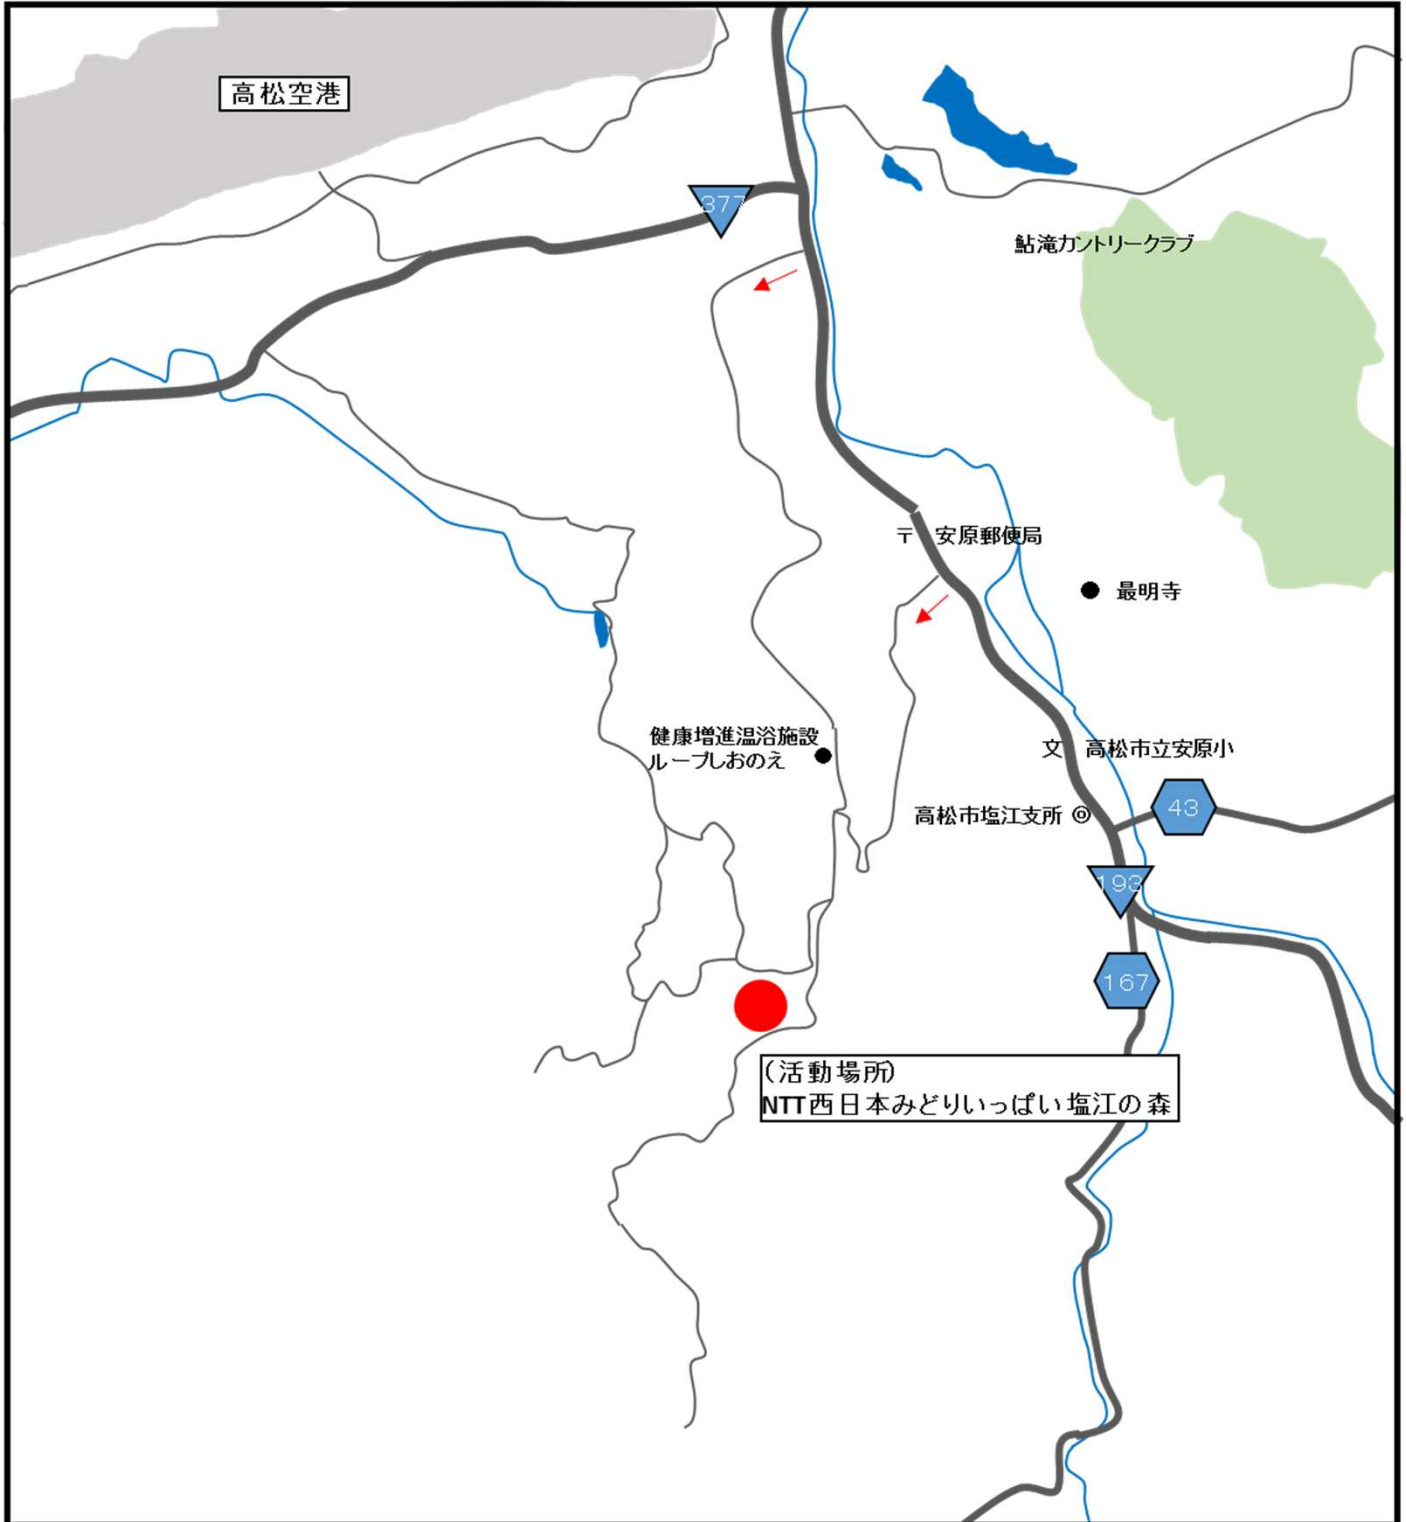 高松空港
377
鮎滝カントリークラブ
〒 安原郵便局
最明寺
健康増進温浴施設
ループしおのえ
文 高松市立安原小
高松市塩江支所 ◎
43
193
167
(活動場所)
NTT西日本みどりいっぱい塩江の森